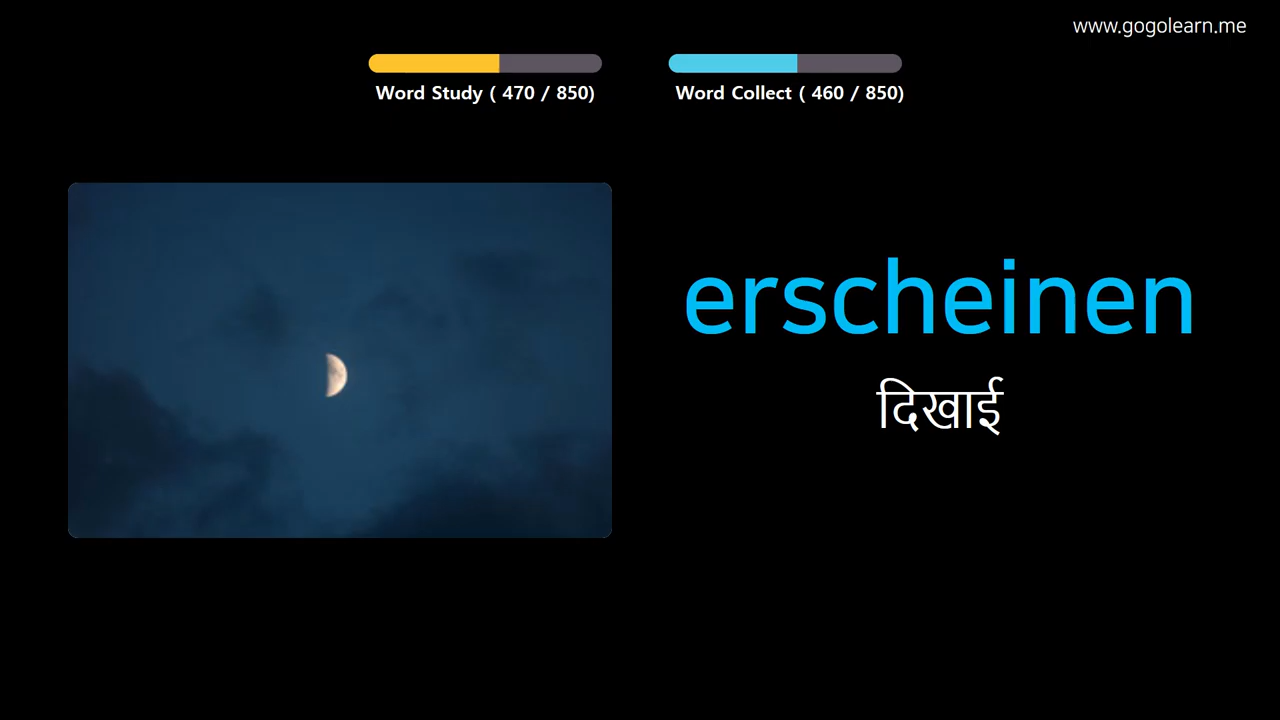 www.gogolearn.me
Word Study ( 470 / 850)
Word Collect ( 460 / 850)
erscheinen
दिखाई